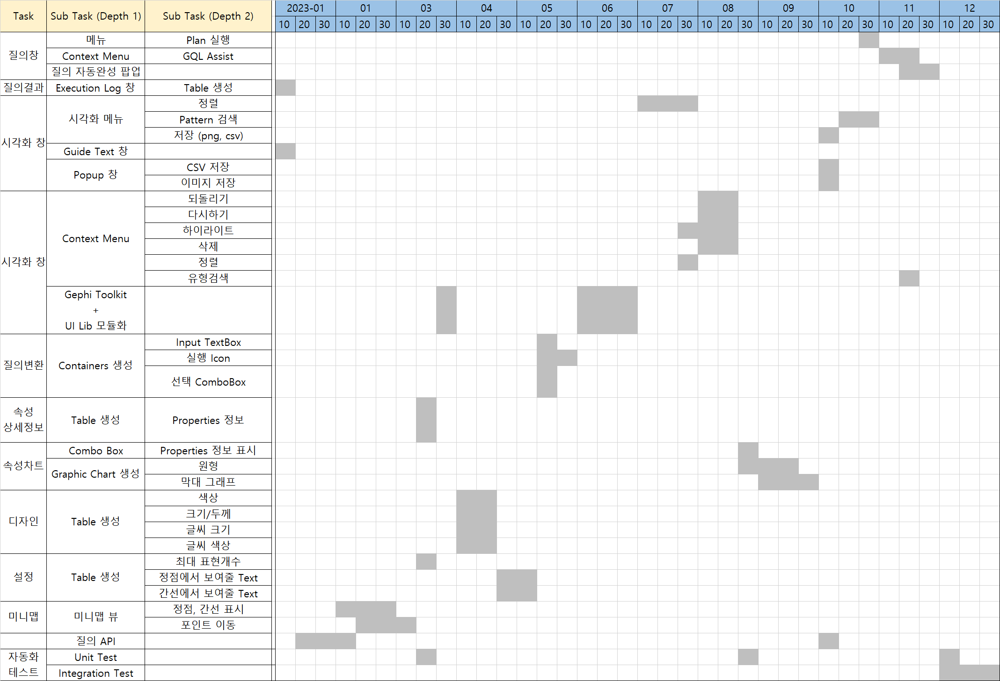 Task Sub Task (Depth 1) Sub Task (Depth 2) 2023-01 01 03 04 05 06 07 08 09 10 11 12
10 20 30 10 20 30 10 20 30 10 20 30 10 20 30 10 20 30 10 20 30 10 20 30 10 20 30 10 20 30 10 20 30 10 20 30
질의창
메뉴 Plan 실행
Context Menu GQL Assist
질의 자동완성 팝업
질의결과 Execution Log 창 Table 생성
시각화 창
시각화 메뉴
정렬
Pattern 검색
저장 (png, csv)
Guide Text 창
Popup 창
CSV 저장
이미지 저장
시각화 창
Context Menu
되돌리기
다시하기
하이라이트
삭제
정렬
유형검색
Gephi Toolkit
+
UI Lib 모듈화
질의변환
Containers 생성
Input TextBox
실행 Icon
선택 ComboBox
속성
상세정보
Table 생성 Properties 정보
속성차트
Combo Box Properties 정보 표시
Graphic Chart 생성
원형
막대 그래프
디자인
Table 생성
색상
크기/두께
글씨 크기
글씨 색상
설정
Table 생성
최대 표현개수
정점에서 보여줄 Text
간선에서 보여줄 Text
미니맵
미니맵 뷰
정점, 간선 표시
포인트 이동
질의 API
자동화
테스트
Unit Test
Integration Test